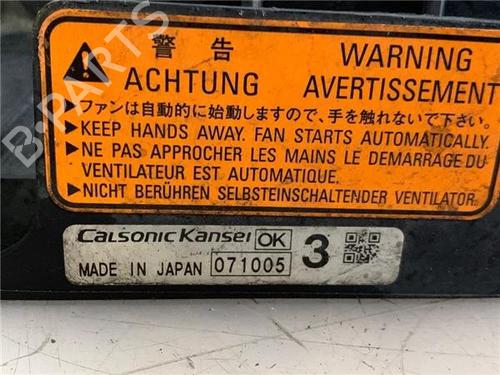 警告 WARNING
ACHTUNG AVERTISSEMENT
ファンは自動的に始動しますので、手を触れないで下さい。
▶KEEP HANDS AWAY. FAN STARTS AUTOMATICALLY.
▶NE PAS APPROCHER LES MAINS LE DEMARRAGE DU
VENTILATEUR EST AUTOMATIQUE.
▶NICHT BERÜHREN SELBSTEINSCHALTENDER VENTILATOR.
Calsonic Kansei OK 3
MADE IN JAPAN 071005
B-PARTS